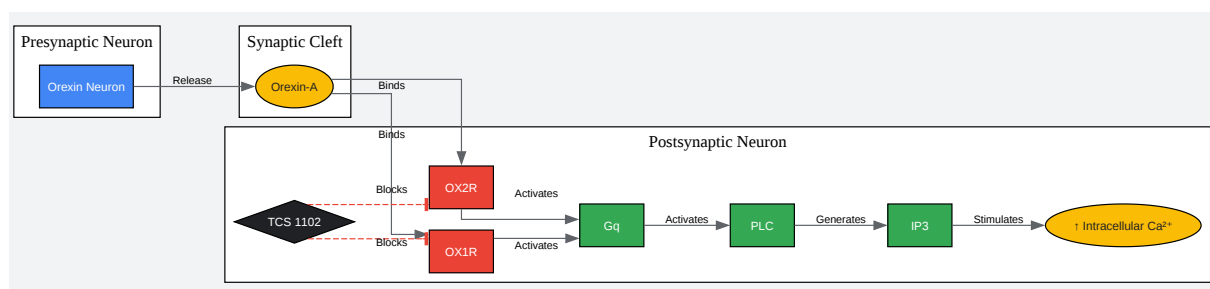 Presynaptic Neuron
Synaptic Cleft
Orexin Neuron
Release
Orexin-A
Binds
Binds
Postsynaptic Neuron
Blocks
OX2R
Activates
TCS 1102
Gq
Activates
PLC
Generates
IP3
Stimulates
↑ Intracellular Ca²⁺
Blocks
OX1R
Activates